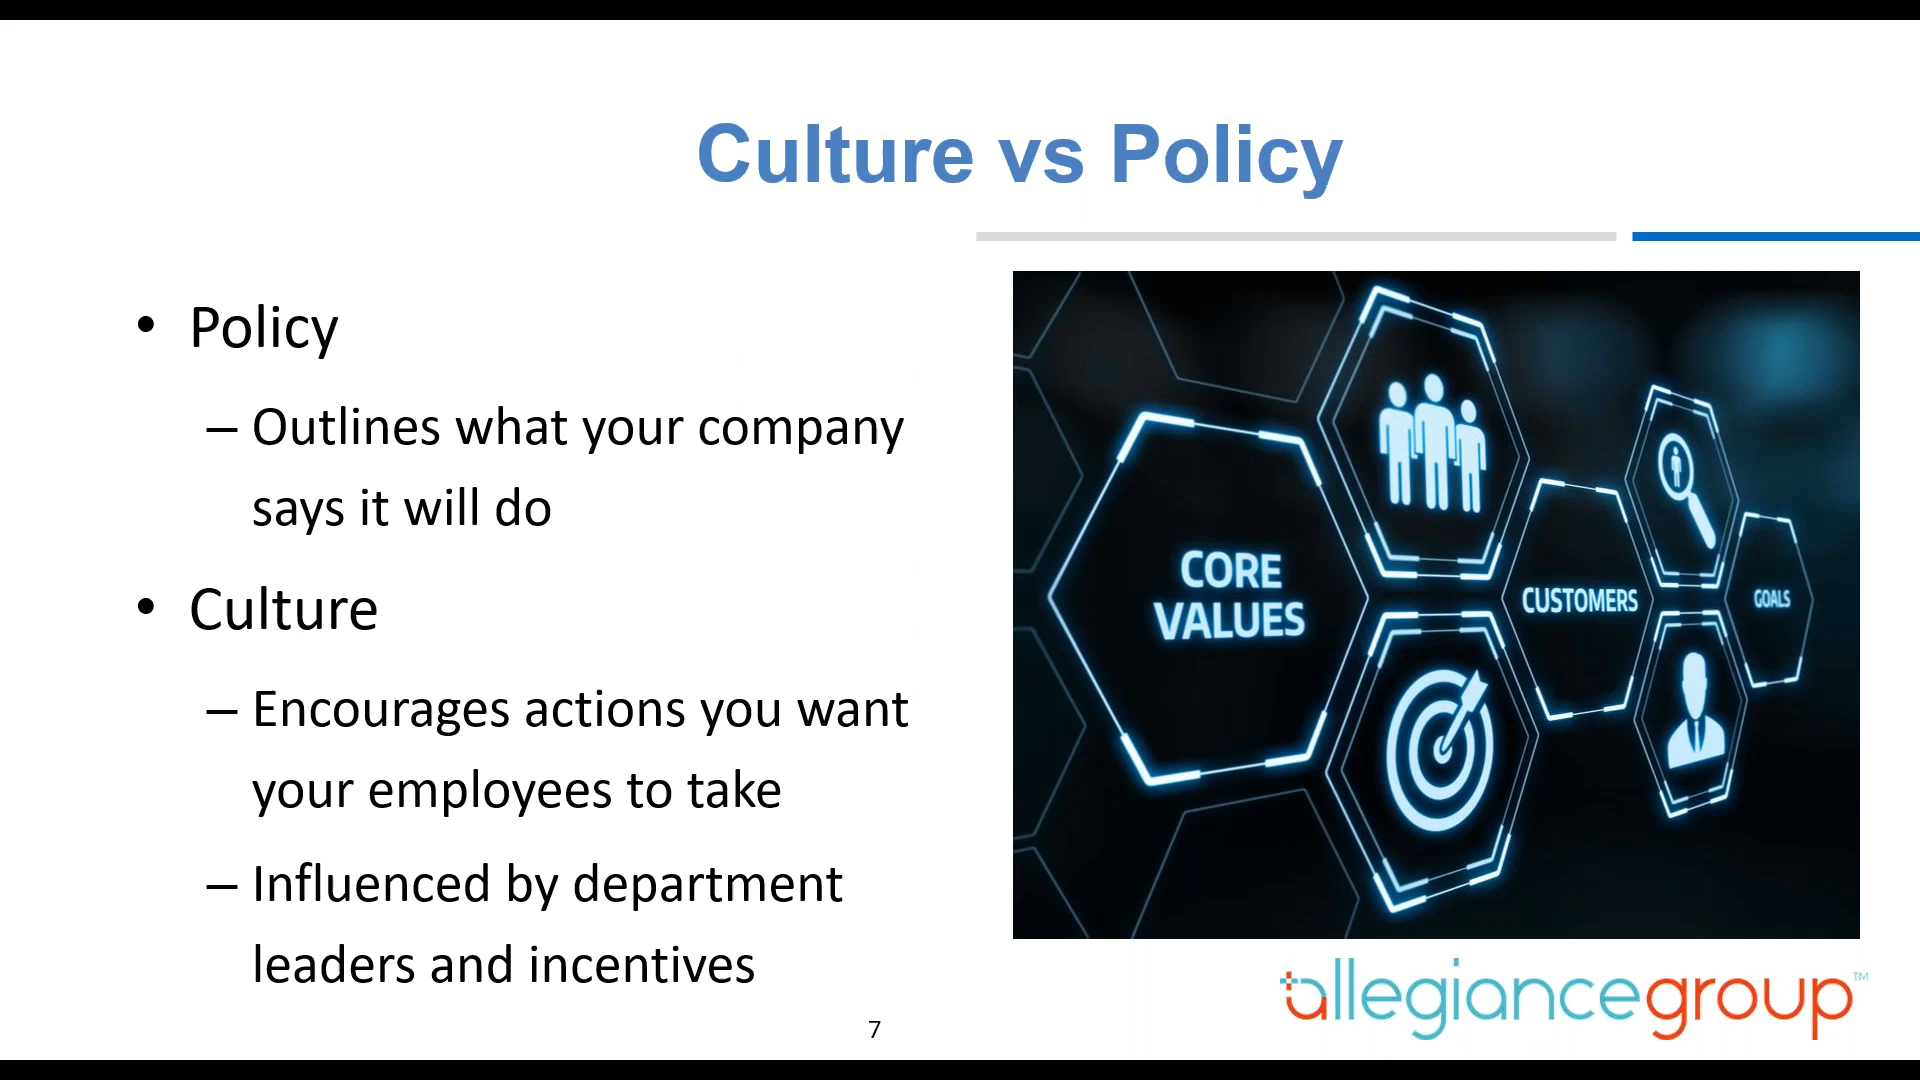 Culture vs Policy
• Policy
– Outlines what your company
says it will do
• Culture
– Encourages actions you want
your employees to take
– Influenced by department
leaders and incentives
CORE
VALUES
CUSTOMERS
GOALS
7
allegiancegroup™